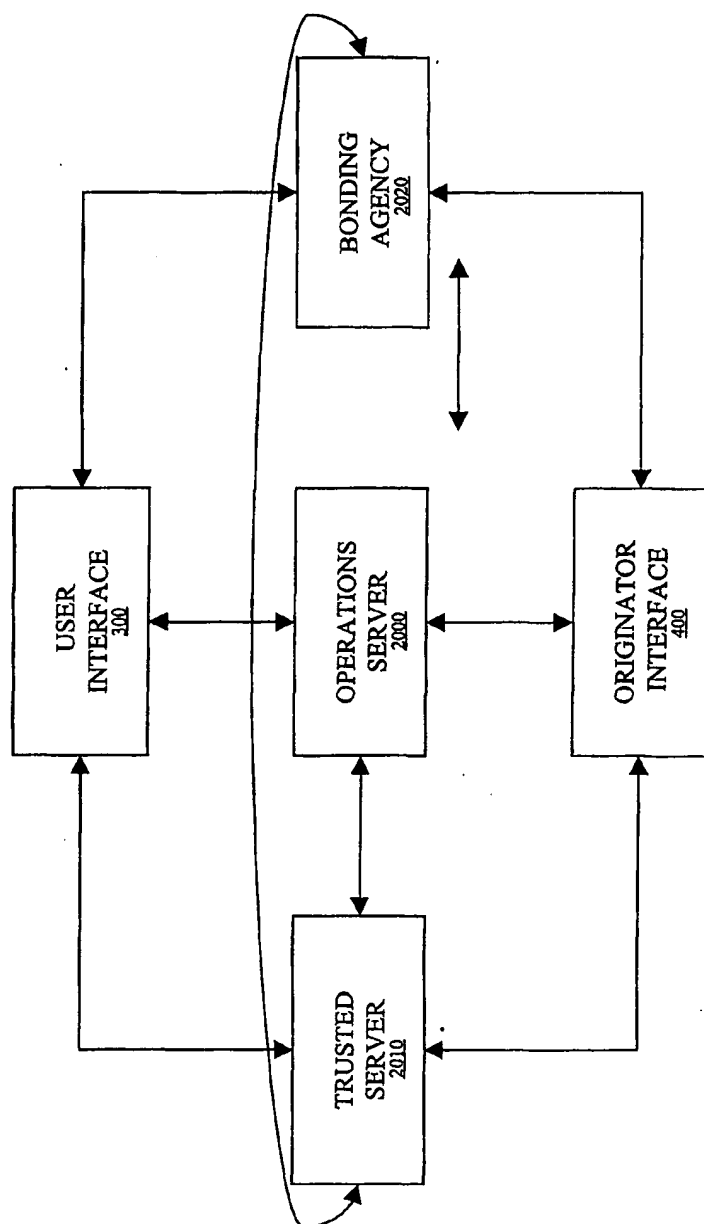 USER
INTERFACE
300
TRUSTED
SERVER
2010
OPERATIONS
SERVER
2000
BONDING
AGENCY
2020
ORIGINATOR
INTERFACE
400